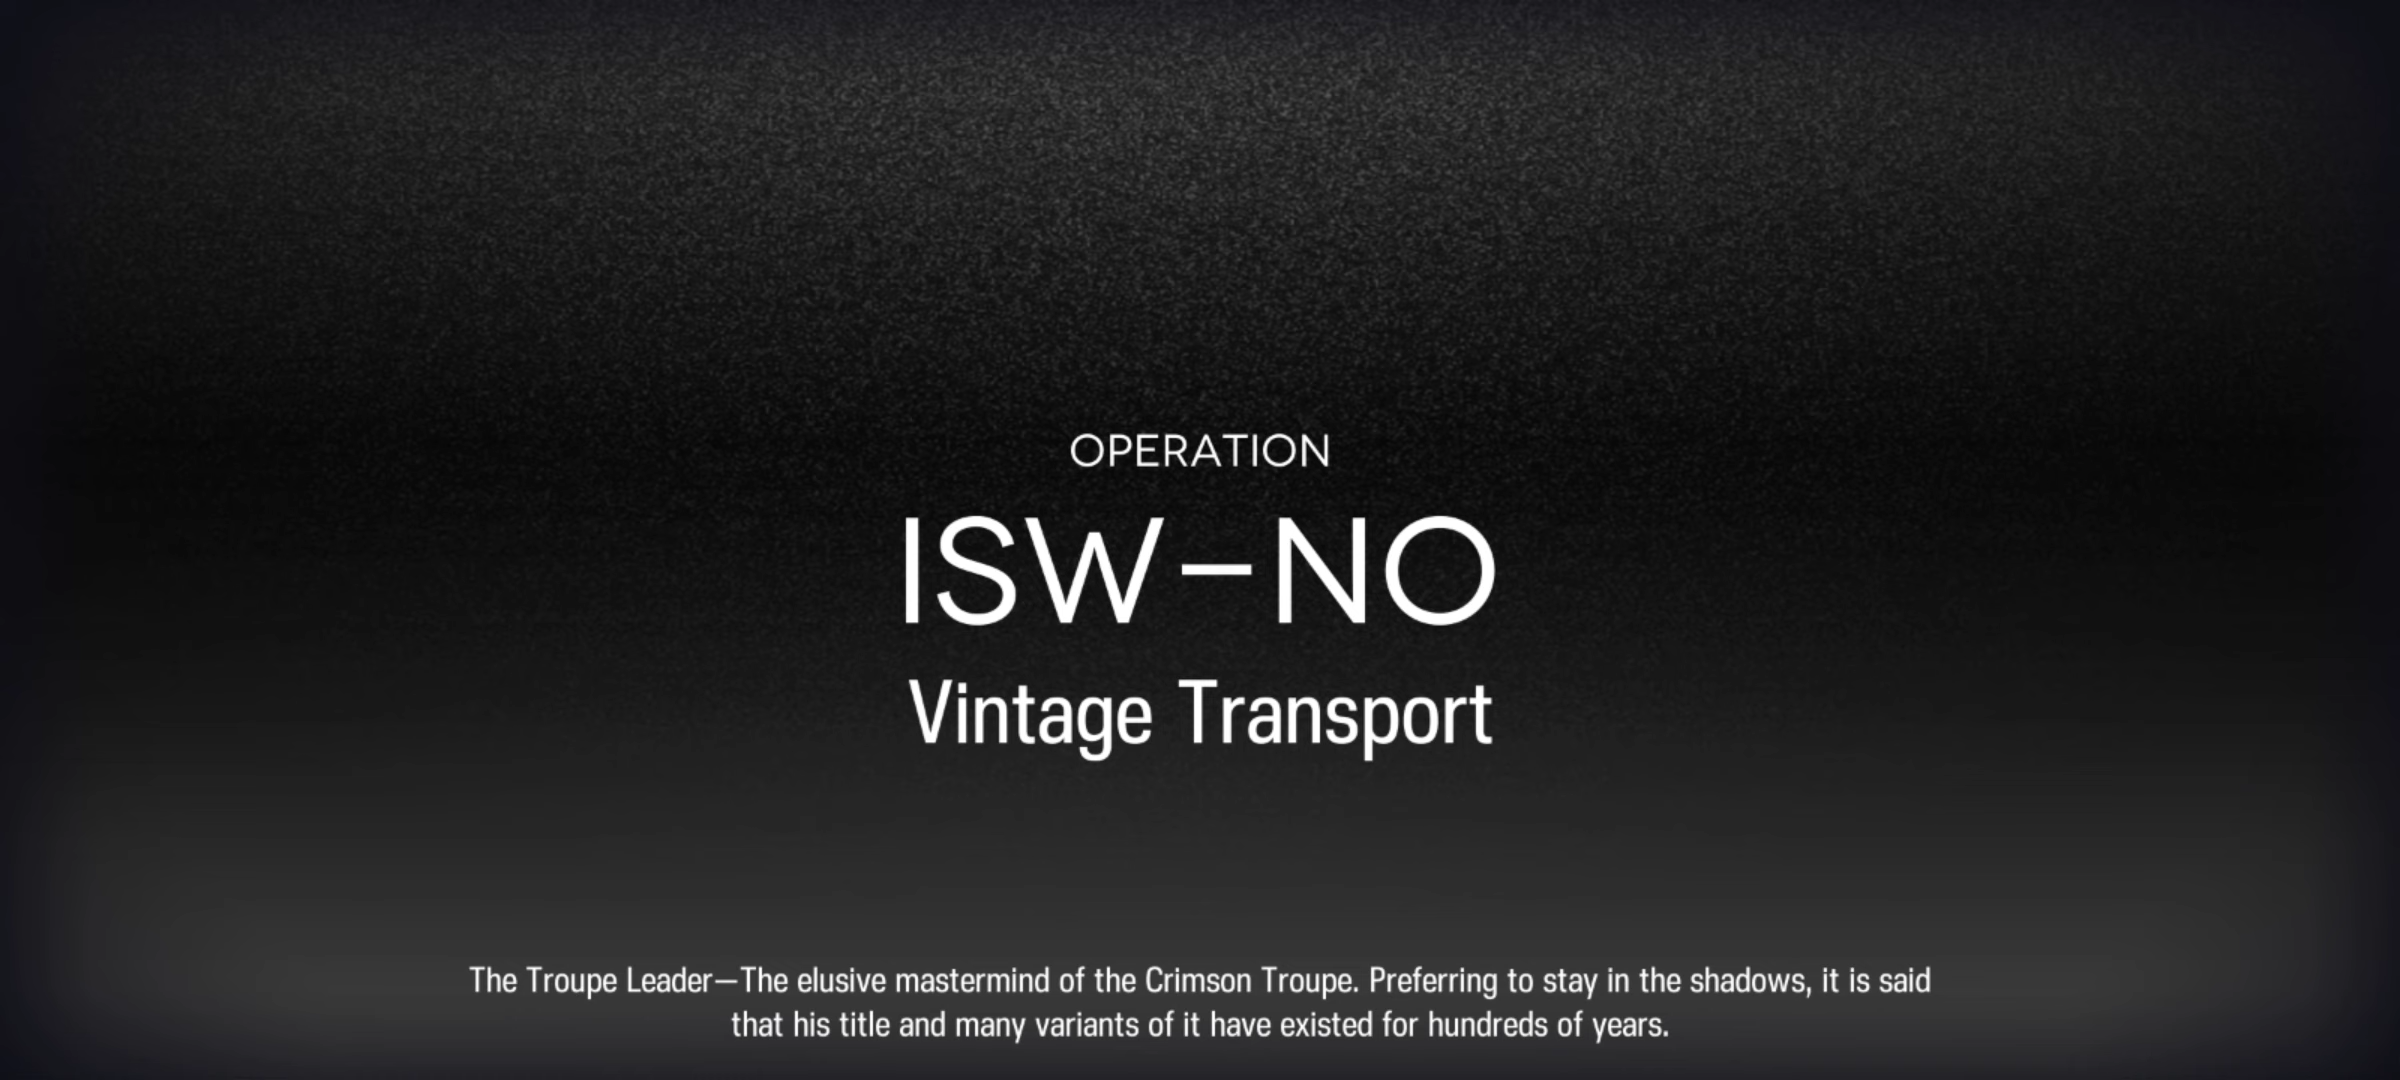 OPERATION
ISW-NO
Vintage Transport
The Troupe Leader—The elusive mastermind of the Crimson Troupe. Preferring to stay in the shadows, it is said
that his title and many variants of it have existed for hundreds of years.